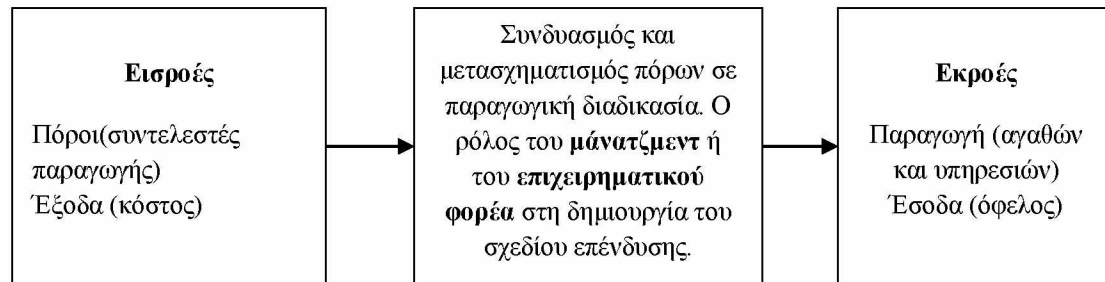 Εισροές
Πόροι(συντελεστές
παραγωγής)
Έξοδα (κόστος)
Συνδυασμός και
μετασχηματισμός πόρων σε
παραγωγική διαδικασία. Ο
ρόλος του μάνατζμεντ ή
του επιχειρηματικού
φορέα στη δημιουργία του
σχεδίου επένδυσης.
Εκροές
Παραγωγή (αγαθών
και υπηρεσιών)
Έσοδα (όφελος)